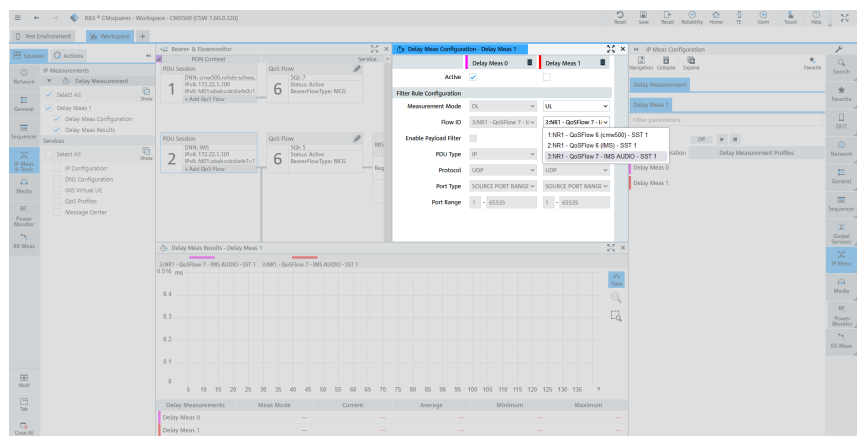 R&S ® CMsquares - Workspace - CMX500 (CSW 7.60.0.320)
Reset Save Recall Reliability Home TE Conn Touch Help
Test Environment Workspace +
Squares Actions
IP Measurements
Delay Measurement
Select All
Show
Delay Meas 1
Delay Meas Configuration
Delay Meas Results
Services
Select All
Show
IP Configuration
DNS Configuration
IMS Virtual UE
QoS Profiles
Message Center
Network
General
Sequencer
IP Meas & Tools
Media
Power Monitor
RX Meas
Multi
Tab
Close All
Bearer- & Flowmonitor
PDN Content
Service
PDU Session
1
DNN: cmw500.rohde-schwa...
IPv4: 172.22.1.100
+ Add QoS Flow
QoS Flow
6
5QI: 7
Status: Active
BearerFlowType: MCG
PDU Session
2
DNN: IMS
IPv4: 172.22.1.101
+ Add QoS Flow
QoS Flow
6
5QI: 5
Status: Active
BearerFlowType: MCG
IMS
Reg
Delay Meas Configuration - Delay Meas 1
Delay Meas 0 Delay Meas 1
Active
Filter Rule Configuration
Measurement Mode DL UL
Flow ID 3:NR1 - QoSFlow 7 - I 3:NR1 - QoSFlow 7 - I
Enable Payload Filter
1:NR1 - QoSFlow 6 (cmw500) - SST 1
2:NR1 - QoSFlow 6 (IMS) - SST 1
3:NR1 - QoSFlow 7 - IMS AUDIO - SST 1
PDU Type IP
Protocol UDP UDP
Port Type SOURCE PORT RANGE SOURCE PORT RANGE
Port Range 1 - 65535 1 - 65535
IP Meas Configuration
Navigation Collapse Expand Favorite
Delay Measurement
Delay Meas 1
Filter parameters
Off
Delay Measurement Profiles
Delay Meas 0
Delay Meas 1
Search
Favorite
DUT
Network
General
Sequencer
Global Services
IP Meas
Media
Power Monitor
RX Meas
Delay Meas Results - Delay Meas 1
3:NR1 - QoSFlow 7 - IMS AUDIO - SST 1 3:NR1 - QoSFlow 7 - IMS AUDIO - SST 1
0.516 ms
0.4
0.3
0.2
0.1
0
5 10 15 20 25 30 35 40 45 50 55 60 65 70 75 80 85 90 95 100 105 110 115 120 125 130 135 s
Delay Measurements Meas Mode Current Average Minimum Maximum
Delay Meas 0 --- --- --- --- ---
Delay Meas 1 --- --- --- --- ---